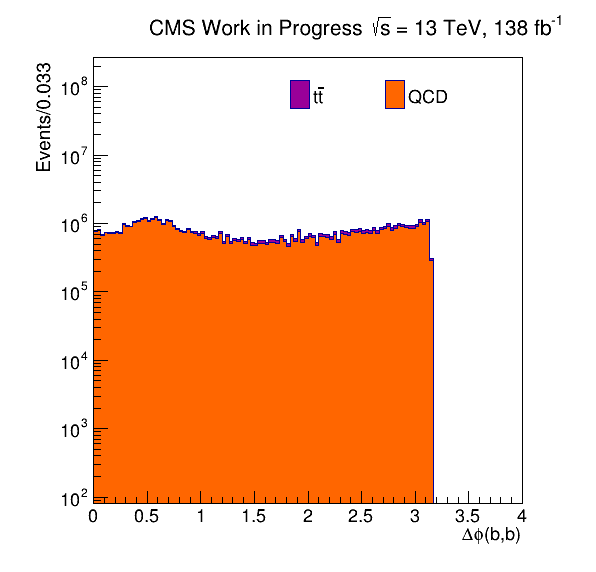 CMS Work in Progress √s = 13 TeV, 138 fb⁻¹
Events/0.033
tt̅ QCD
10⁸
10⁷
10⁶
10⁵
10⁴
10³
10²
0 0.5 1 1.5 2 2.5 3 3.5 4
Δϕ(b,b)